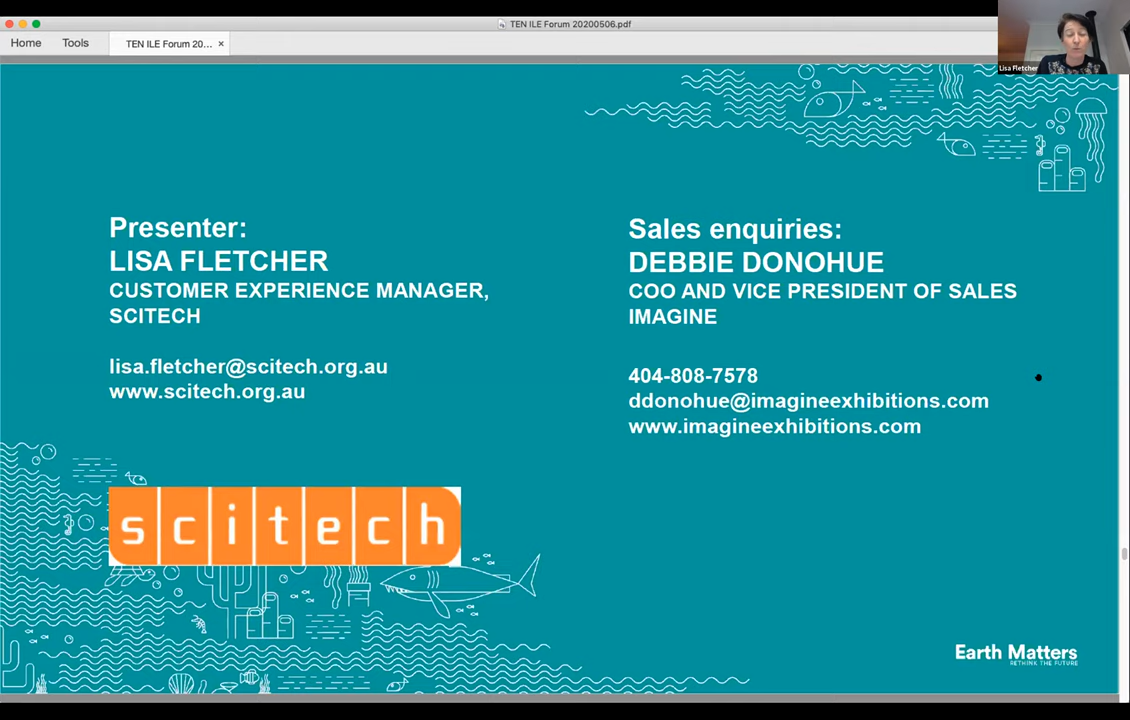 TEN ILE Forum 20200506.pdf
Home
Tools
TEN ILE Forum 20...
Lisa Fletcher
Presenter:
LISA FLETCHER
CUSTOMER EXPERIENCE MANAGER,
SCITECH
lisa.fletcher@scitech.org.au
www.scitech.org.au
Sales enquiries:
DEBBIE DONOHUE
COO AND VICE PRESIDENT OF SALES
IMAGINE
404-808-7578
ddonohue@imagineexhibitions.com
www.imagineexhibitions.com
scitech
Earth Matters
RETHINK THE FUTURE